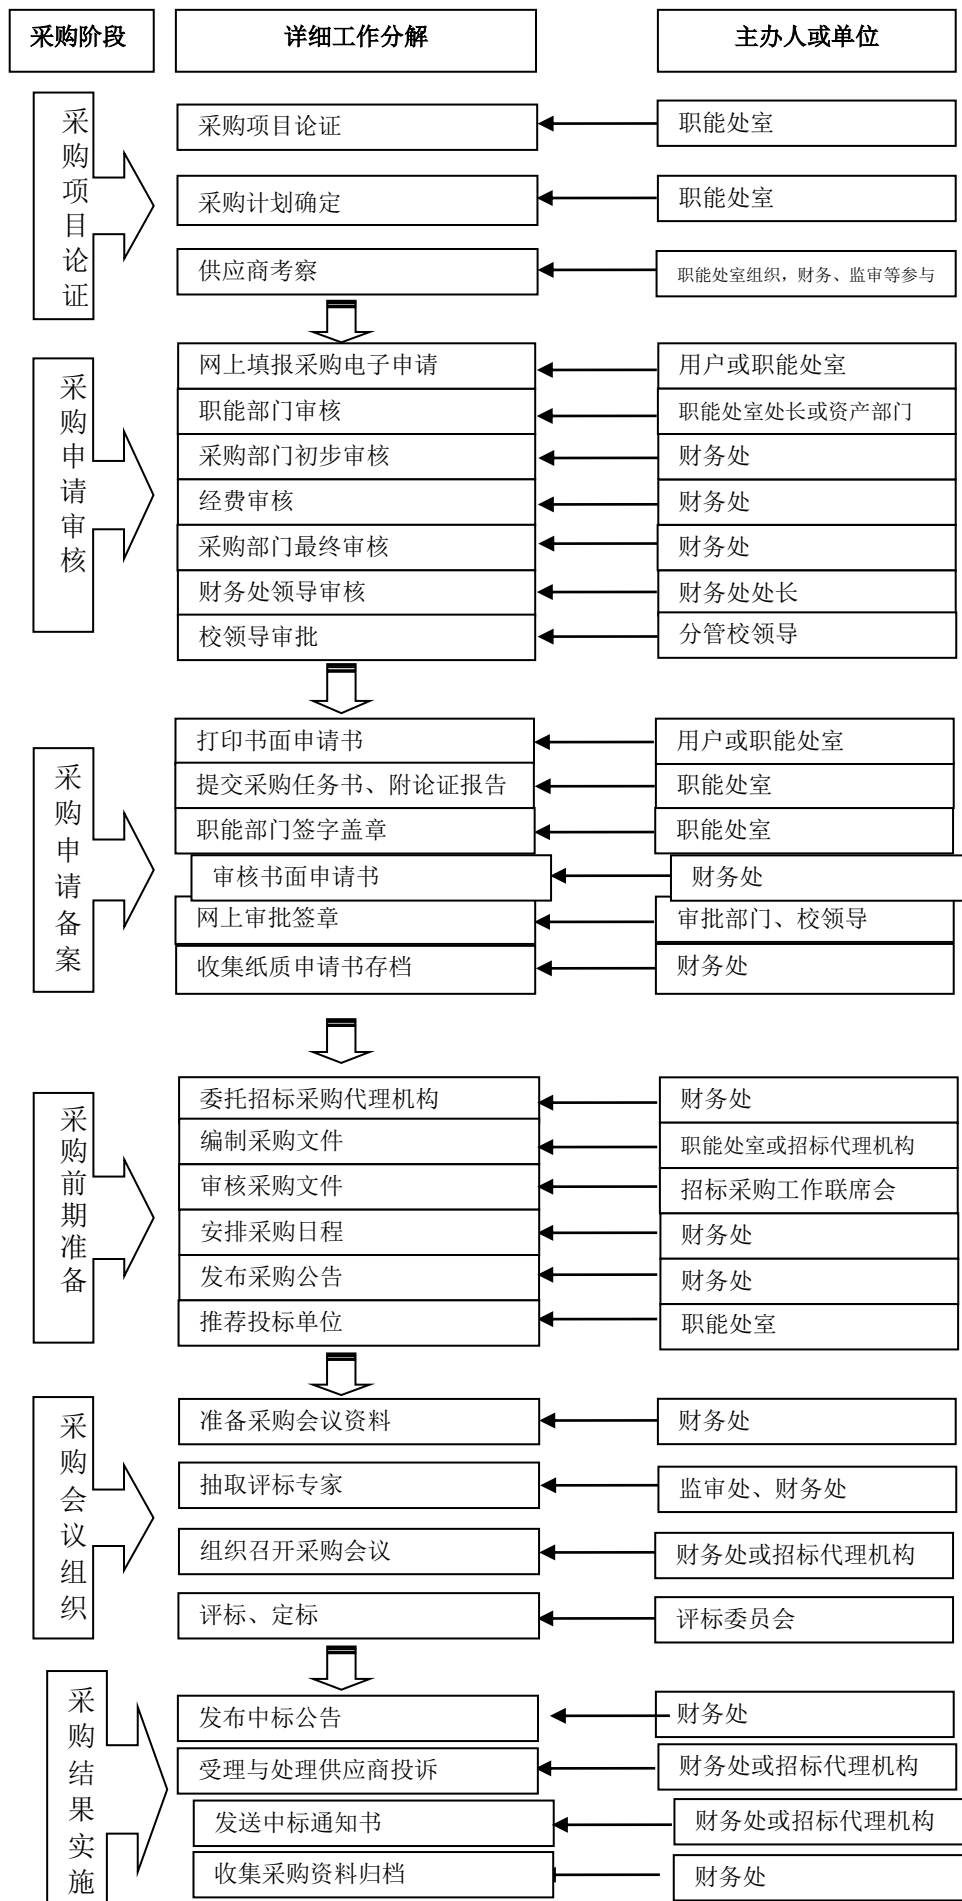 采购阶段 详细工作分解 主办人或单位
采购项目论证
采购项目论证 职能处室
采购计划确定 职能处室
供应商考察 职能处室组织，财务、监审等参与
采购申请审核
网上填报采购电子申请 用户或职能处室
职能部门审核 职能处室处长或资产部门
采购部门初步审核 财务处
经费审核 财务处
采购部门最终审核 财务处
财务处领导审核 财务处处长
校领导审批 分管校领导
采购申请备案
打印书面申请书 用户或职能处室
提交采购任务书、附论证报告 职能处室
职能部门签字盖章 职能处室
审核书面申请书 财务处
网上审批签章 审批部门、校领导
收集纸质申请书存档 财务处
采购前期准备
委托招标采购代理机构 财务处
编制采购文件 职能处室或招标代理机构
审核采购文件 招标采购工作联席会
安排采购日程 财务处
发布采购公告 财务处
推荐投标单位 职能处室
采购会议组织
准备采购会议资料 财务处
抽取评标专家 监审处、财务处
组织召开采购会议 财务处或招标代理机构
评标、定标 评标委员会
采购结果实施
发布中标公告 财务处
受理与处理供应商投诉 财务处或招标代理机构
发送中标通知书 财务处或招标代理机构
收集采购资料归档 财务处